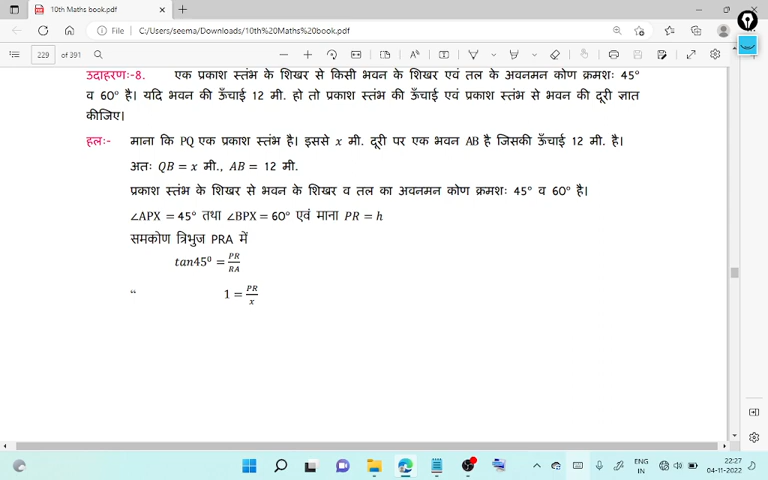 10th Maths book.pdf
File
C:/Users/seema/Downloads/10th%20Maths%20book.pdf
229 of 391
उदाहरणः-8. एक प्रकाश स्तंभ के शिखर से किसी भवन के शिखर एवं तल के अवनमन कोण क्रमशः 45°
व 60° है। यदि भवन की ऊँचाई 12 मी. हो तो प्रकाश स्तंभ की ऊँचाई एवं प्रकाश स्तंभ से भवन की दूरी ज्ञात
कीजिए।
हलः- माना कि PQ एक प्रकाश स्तंभ है। इससे x मी. दूरी पर एक भवन AB है जिसकी ऊँचाई 12 मी. है।
अतः QB = x मी., AB = 12 मी.
प्रकाश स्तंभ के शिखर से भवन के शिखर व तल का अवनमन कोण क्रमशः 45° व 60° है।
∠APX = 45° तथा ∠BPX = 60° एवं माना PR = h
समकोण त्रिभुज PRA में
tan45⁰ = PR/RA
“ 1 = PR/x
ENG
IN
22:27
04-11-2022